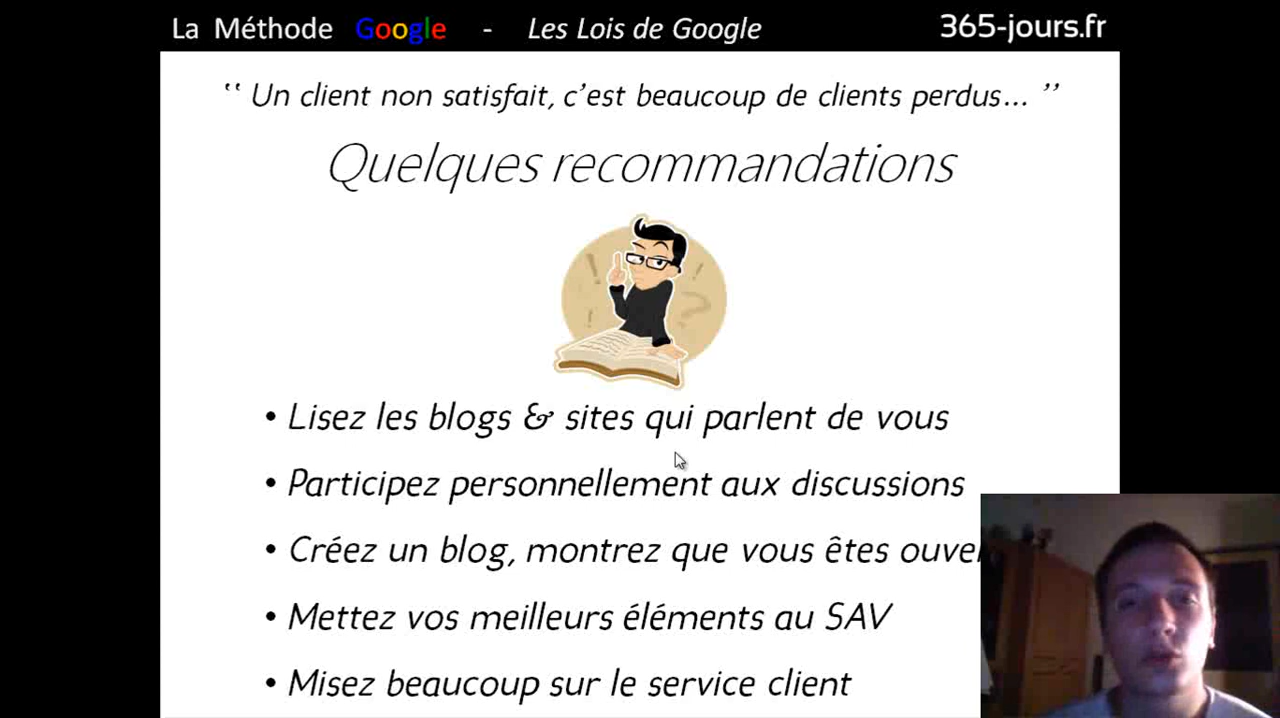 La Méthode Google - Les Lois de Google 365-jours.fr
“ Un client non satisfait, c’est beaucoup de clients perdus... ”
Quelques recommandations
• Lisez les blogs & sites qui parlent de vous
• Participez personnellement aux discussions
• Créez un blog, montrez que vous êtes
• Mettez vos meilleurs éléments au SAV
• Misez beaucoup sur le service client